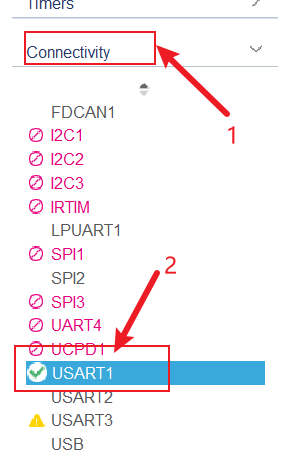 Timers
Connectivity
1
FDCAN1
I2C1
I2C2
I2C3
IRTIM
LPUART1
SPI1
SPI2
2
SPI3
UART4
UCPD1
USART1
USART2
USART3
USB